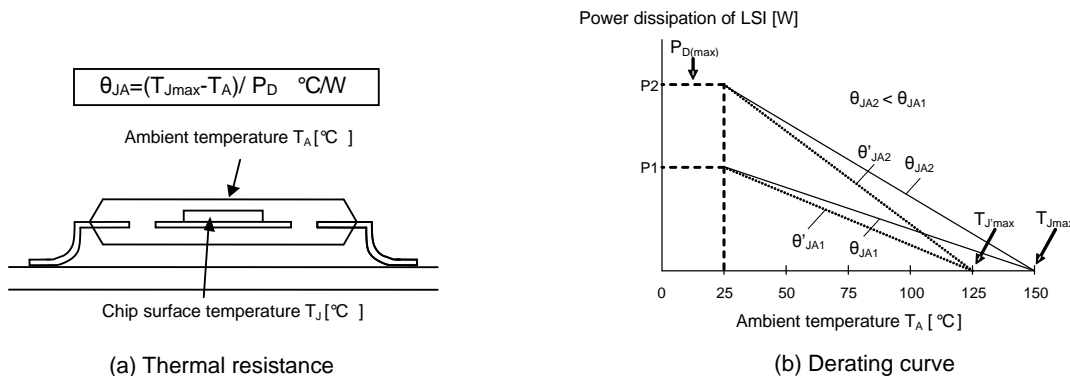 θJA=(TJmax-TA)/ PD °C/W
Ambient temperature TA [°C ]
Chip surface temperature TJ [°C ]
(a) Thermal resistance
Power dissipation of LSI [W]
PD(max)
P2
θJA2 < θJA1
θ'JA2
θJA2
P1
TJ'max
TJmax
θ'JA1
θJA1
0 25 50 75 100 125 150
Ambient temperature TA [ °C]
(b) Derating curve